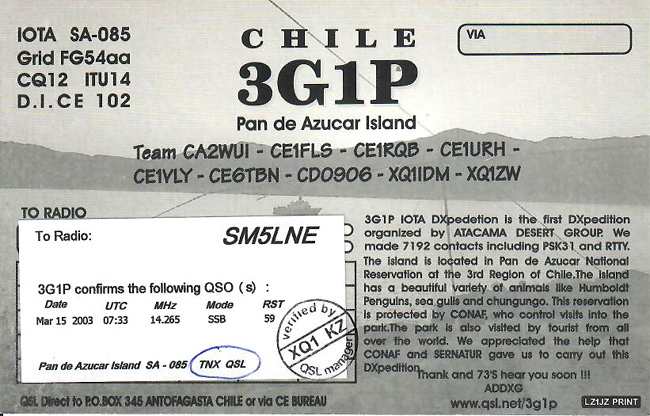 IOTA SA-085
Grid FG54aa
CQ12 ITU14
D.I.CE 102
CHILE
3G1P
Pan de Azucar Island
VIA
Team CA2WUI - CE1FLS - CE1RQB - CE1URH -
CE1VLY - CE6TBN - CD0906 - XQ1IDM - XQ1ZW
TO RADIO
To Radio: SM5LNE
3G1P confirms the following QSO (s) :
Date UTC MHz Mode RST
Mar 15 2003 07:33 14.265 SSB 59
Pan de Azucar Island SA - 085 TNX QSL
verified by
XQ1 KZ
QSL manager
3G1P IOTA DXpedetion is the first DXpedition
organized by ATACAMA DESERT GROUP. We
made 7192 contacts including PSK31 and RTTY.
The island is located in Pan de Azucar National
Reservation at the 3rd Region of Chile.The Island
has a beautiful variety of animals like Humboldt
Penguins, sea gulls and chungungo. This reservation
is protected by CONAF, who control visits into the
park.The park is also visited by tourist from all
over the world. We appreciated the help that
CONAF and SERNATUR gave us to carry out this
DXpedition.
Thank and 73'S hear you soon !!!
ADDXG
QSL Direct to P.O.BOX 345 ANTOFAGASTA CHILE or via CE BUREAU
www.qsl.net/3g1p
LZ1JZ PRINT